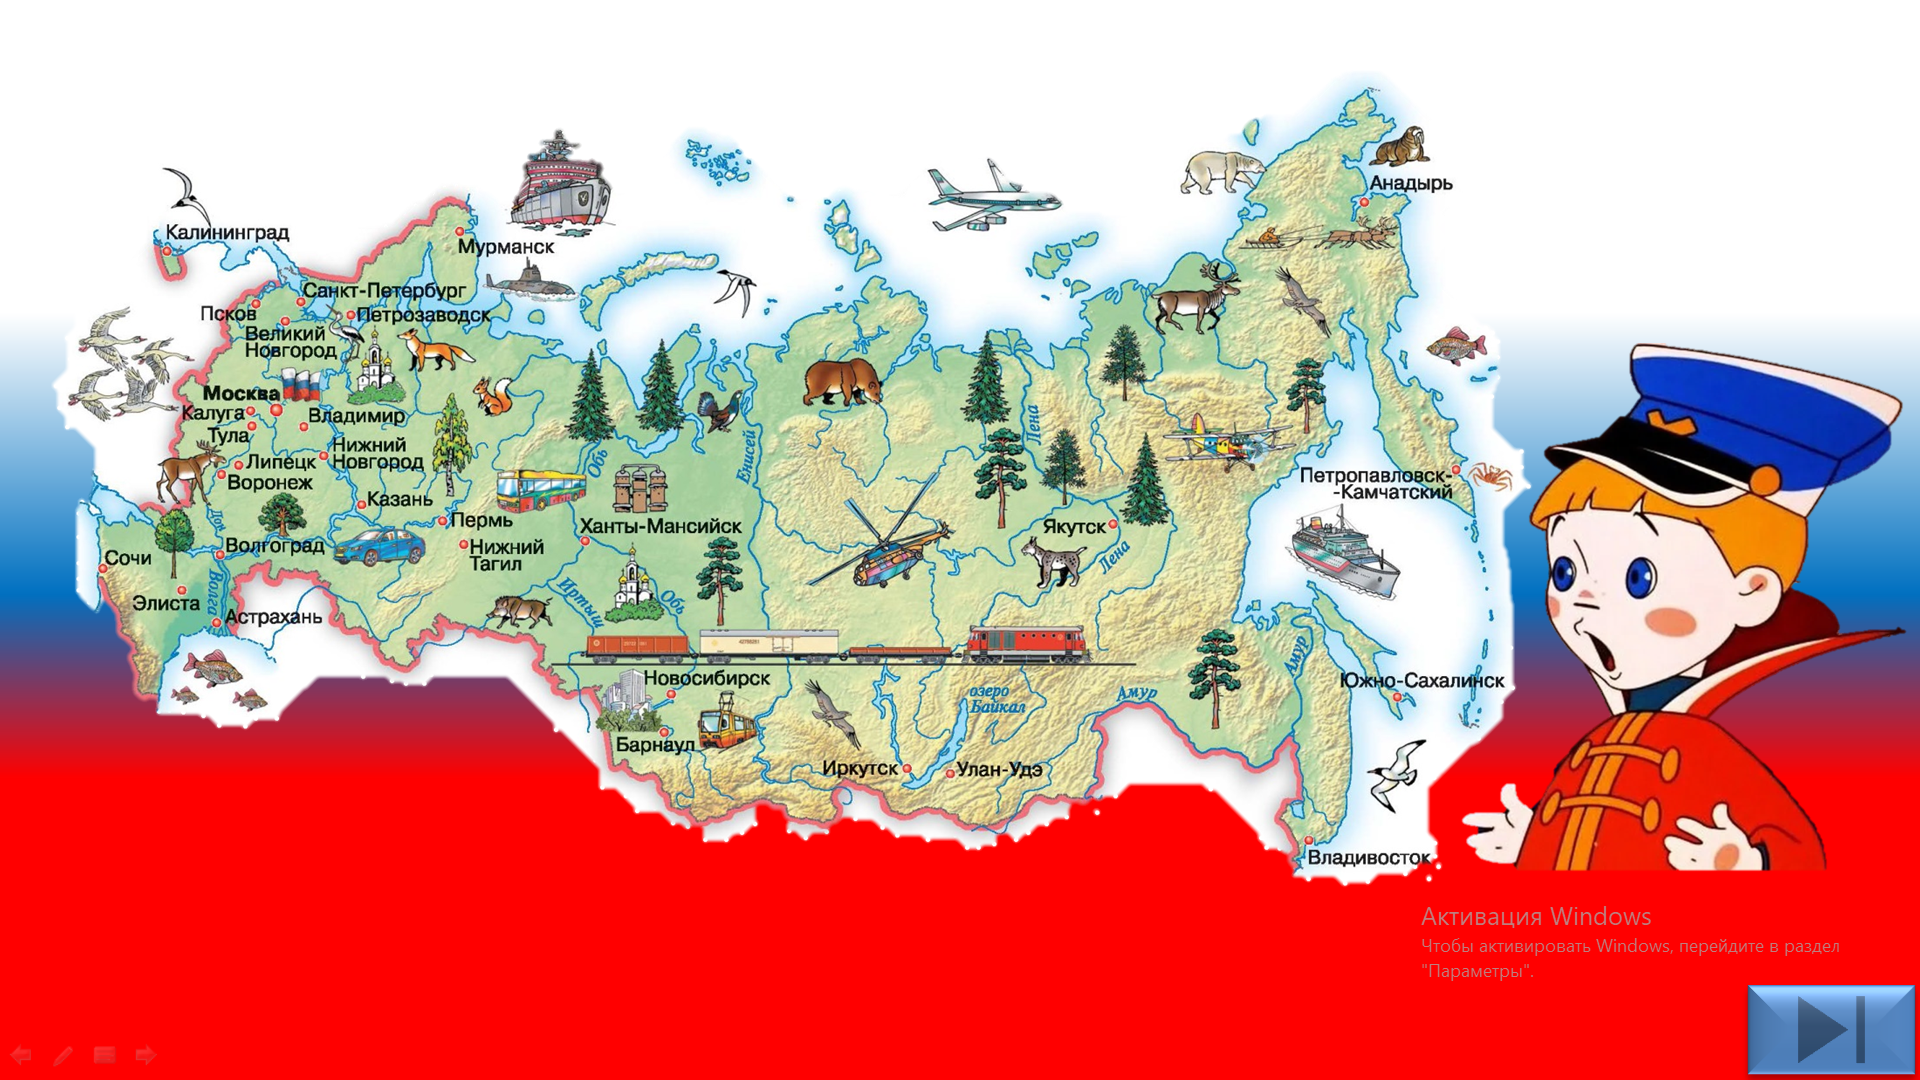 Калининград
Мурманск
Санкт-Петербург
Псков
Петрозаводск
Великий
Новгород
Москва
Калуга
Владимир
Тула
Нижний
Новгород
Липецк
Воронеж
Казань
Дон
Пермь
Волгоград
Нижний
Тагил
Сочи
Элиста
Волга
Астрахань
Обь
Енисей
Ханты-Мансийск
Иртыш
Обь
Новосибирск
Барнаул
Иркутск
озеро
Байкал
Улан-Удэ
Лена
Якутск
Лена
Амур
Амур
Анадырь
Петропавловск-
-Камчатский
Южно-Сахалинск
Владивосток
Активация Windows
Чтобы активировать Windows, перейдите в раздел
"Параметры".